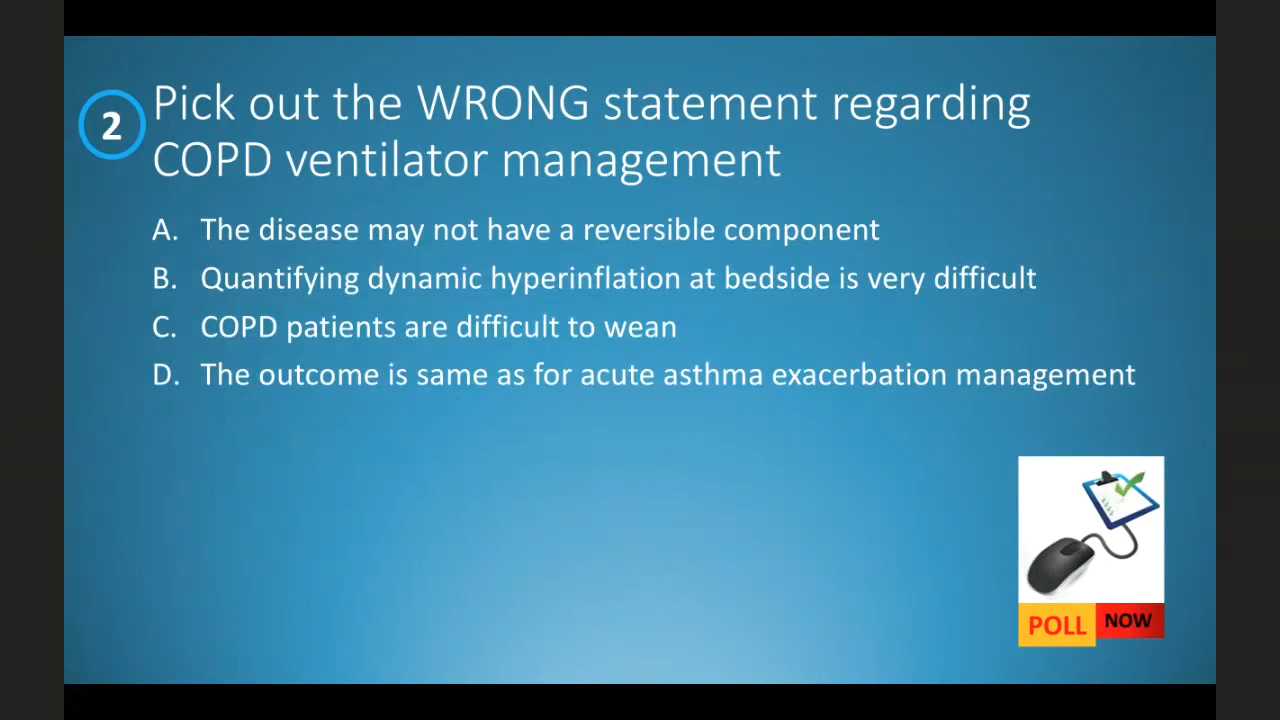 2
Pick out the WRONG statement regarding
COPD ventilator management
A. The disease may not have a reversible component
B. Quantifying dynamic hyperinflation at bedside is very difficult
C. COPD patients are difficult to wean
D. The outcome is same as for acute asthma exacerbation management
POLL NOW